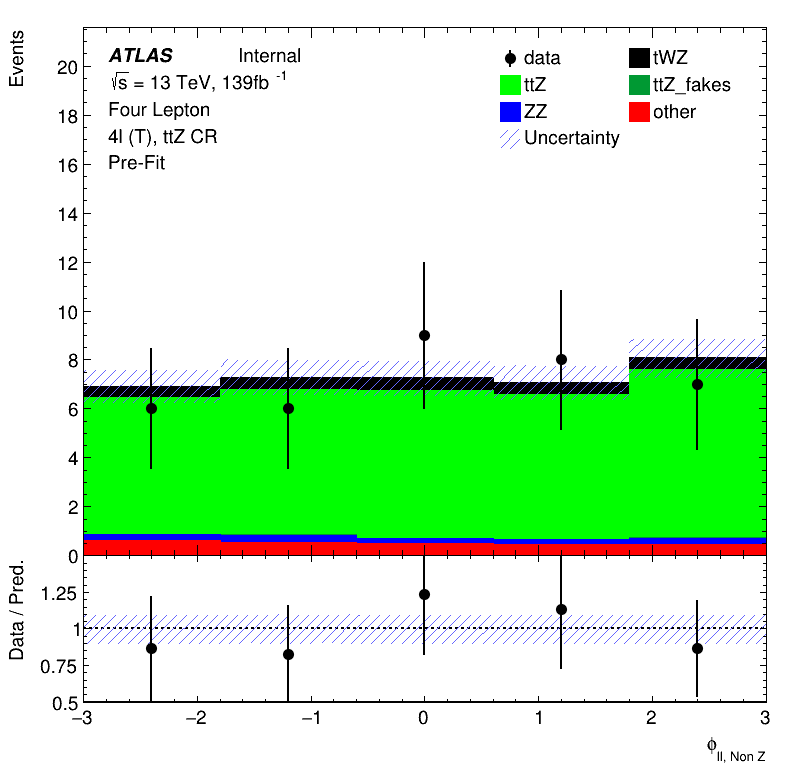 Events
20
18
16
14
12
10
8
6
4
2
0
ATLAS Internal
√s = 13 TeV, 139fb -1
Four Lepton
4l (T), ttZ CR
Pre-Fit
data
tWZ
ttZ
ttZ_fakes
ZZ
other
Uncertainty
Data / Pred.
1.25
1
0.75
0.5
−3 −2 −1 0 1 2 3
ϕ ll, Non Z